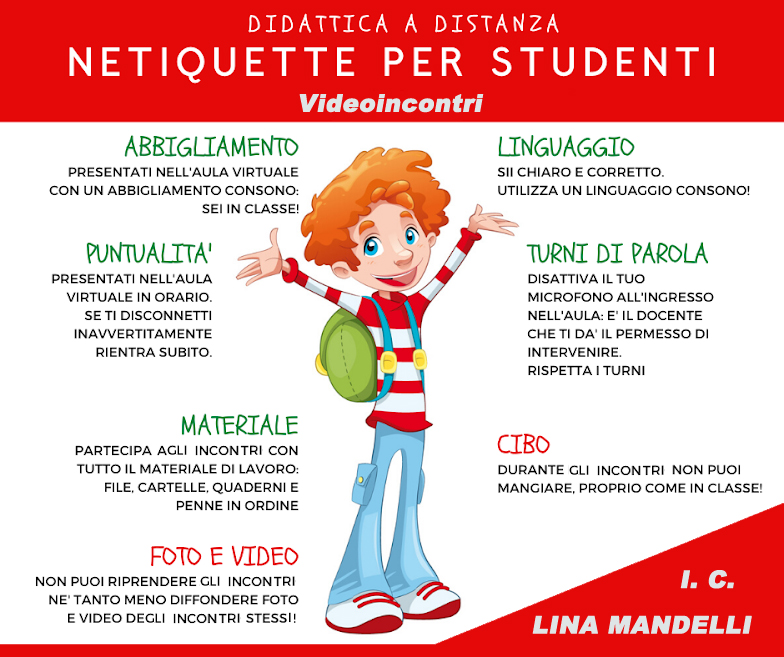 DIDATTICA A DISTANZA
NETIQUETTE PER STUDENTI
Videoincontri
ABBIGLIAMENTO
PRESENTATI NELL'AULA VIRTUALE
CON UN ABBIGLIAMENTO CONSONO:
SEI IN CLASSE!
PUNTUALITA'
PRESENTATI NELL'AULA
VIRTUALE IN ORARIO.
SE TI DISCONNETTI
INAVVERTITAMENTE
RIENTRA SUBITO.
MATERIALE
PARTECIPA AGLI INCONTRI CON
TUTTO IL MATERIALE DI LAVORO:
FILE, CARTELLE, QUADERNI E
PENNE IN ORDINE
FOTO E VIDEO
NON PUOI RIPRENDERE GLI INCONTRI
NE' TANTO MENO DIFFONDERE FOTO
E VIDEO DEGLI INCONTRI STESSI!
LINGUAGGIO
SII CHIARO E CORRETTO.
UTILIZZA UN LINGUAGGIO CONSONO!
TURNI DI PAROLA
DISATTIVA IL TUO
MICROFONO ALL'INGRESSO
NELL'AULA: E' IL DOCENTE
CHE TI DA' IL PERMESSO DI
INTERVENIRE.
RISPETTA I TURNI
CIBO
DURANTE GLI INCONTRI NON PUOI
MANGIARE, PROPRIO COME IN CLASSE!
I. C.
LINA MANDELLI